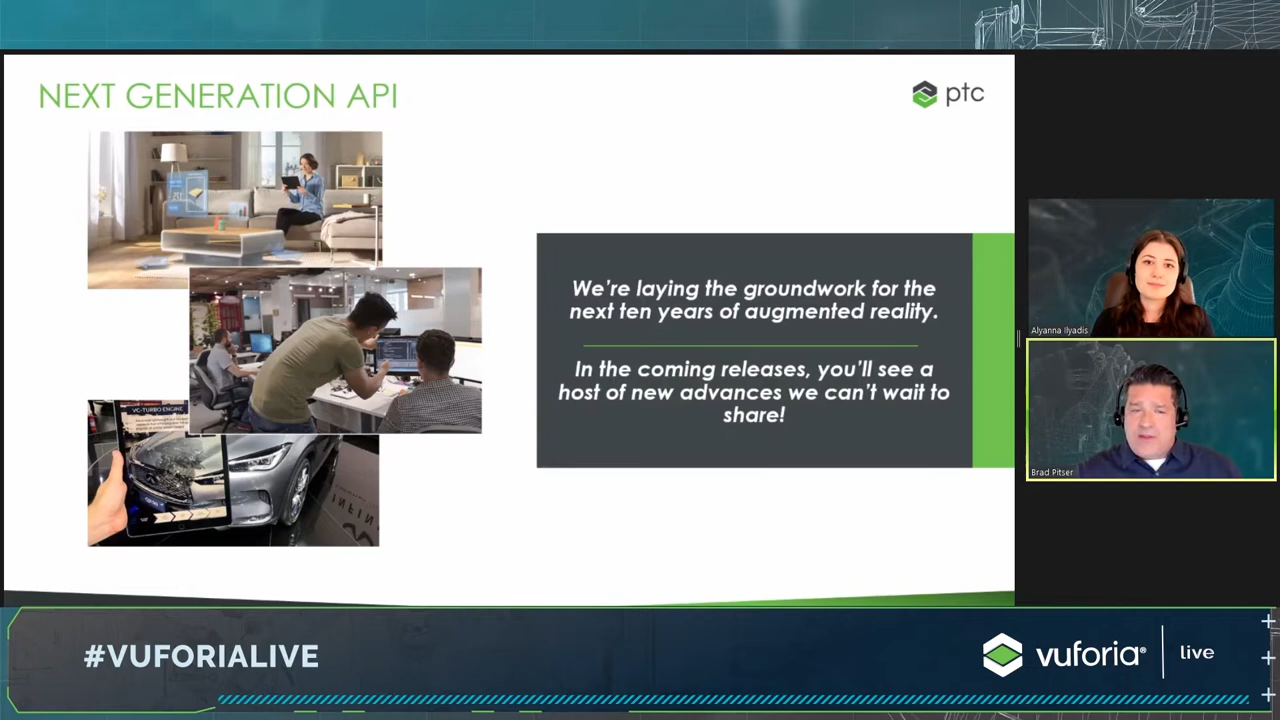 NEXT GENERATION API
ptc
VC-TURBO ENGINE
We're laying the groundwork for the
next ten years of augmented reality.
In the coming releases, you'll see a
host of new advances we can't wait to
share!
Alyanna Ilyadis
Brad Pitser
#VUFORIALIVE
vuforia® live